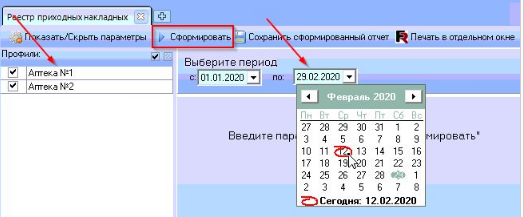 Реестр приходных накладных
Показать/Скрыть параметры Сформировать Сохранить сформированный отчет Печать в отдельном окне
Профили:
Аптека №1
Аптека №2
Выберите период
с: 01.01.2020 по: 29.02.2020
Февраль 2020
Пн Вт Ср Чт Пт Сб Вс
27 28 29 30 31 1 2
3 4 5 6 7 8 9
10 11 12 13 14 15 16
17 18 19 20 21 22 23
24 25 26 27 28 29 1
2 3 4 5 6 7 8
Сегодня: 12.02.2020
Введите